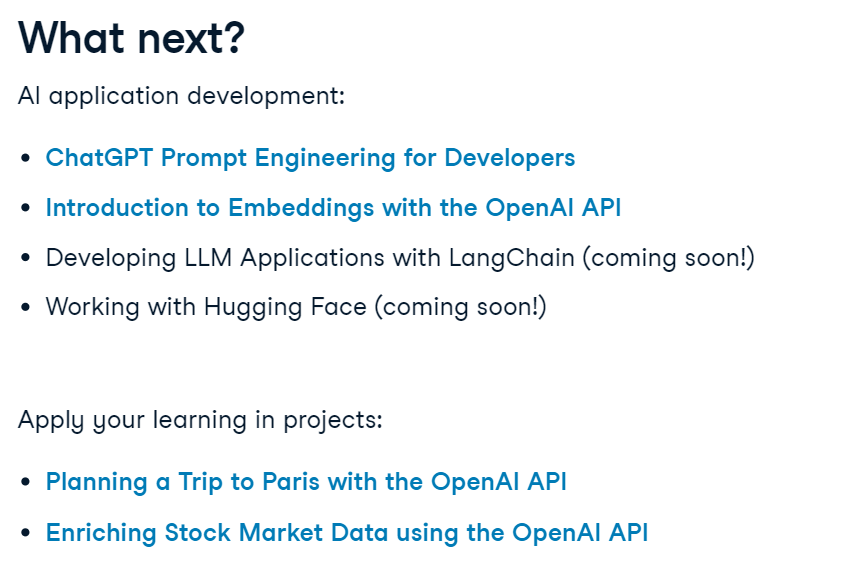 What next?
AI application development:
• ChatGPT Prompt Engineering for Developers
• Introduction to Embeddings with the OpenAI API
• Developing LLM Applications with LangChain (coming soon!)
• Working with Hugging Face (coming soon!)
Apply your learning in projects:
• Planning a Trip to Paris with the OpenAI API
• Enriching Stock Market Data using the OpenAI API